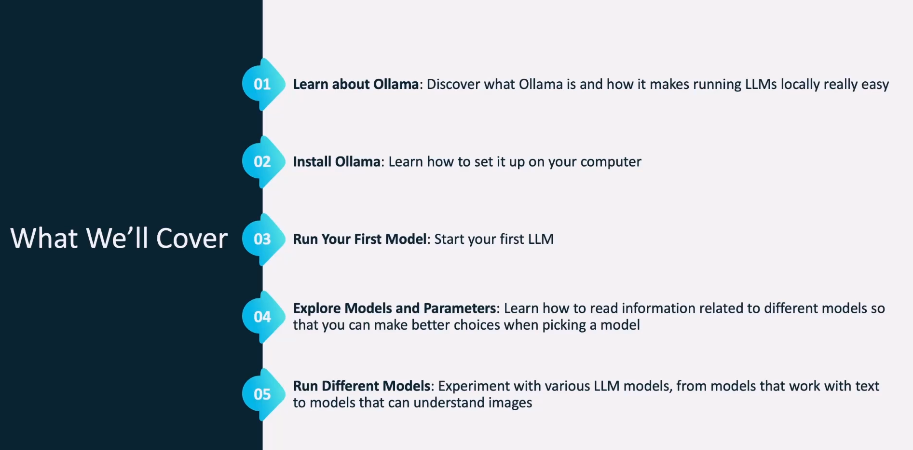 What We’ll Cover
01
Learn about Ollama: Discover what Ollama is and how it makes running LLMs locally really easy
02
Install Ollama: Learn how to set it up on your computer
03
Run Your First Model: Start your first LLM
04
Explore Models and Parameters: Learn how to read information related to different models so
that you can make better choices when picking a model
05
Run Different Models: Experiment with various LLM models, from models that work with text
to models that can understand images